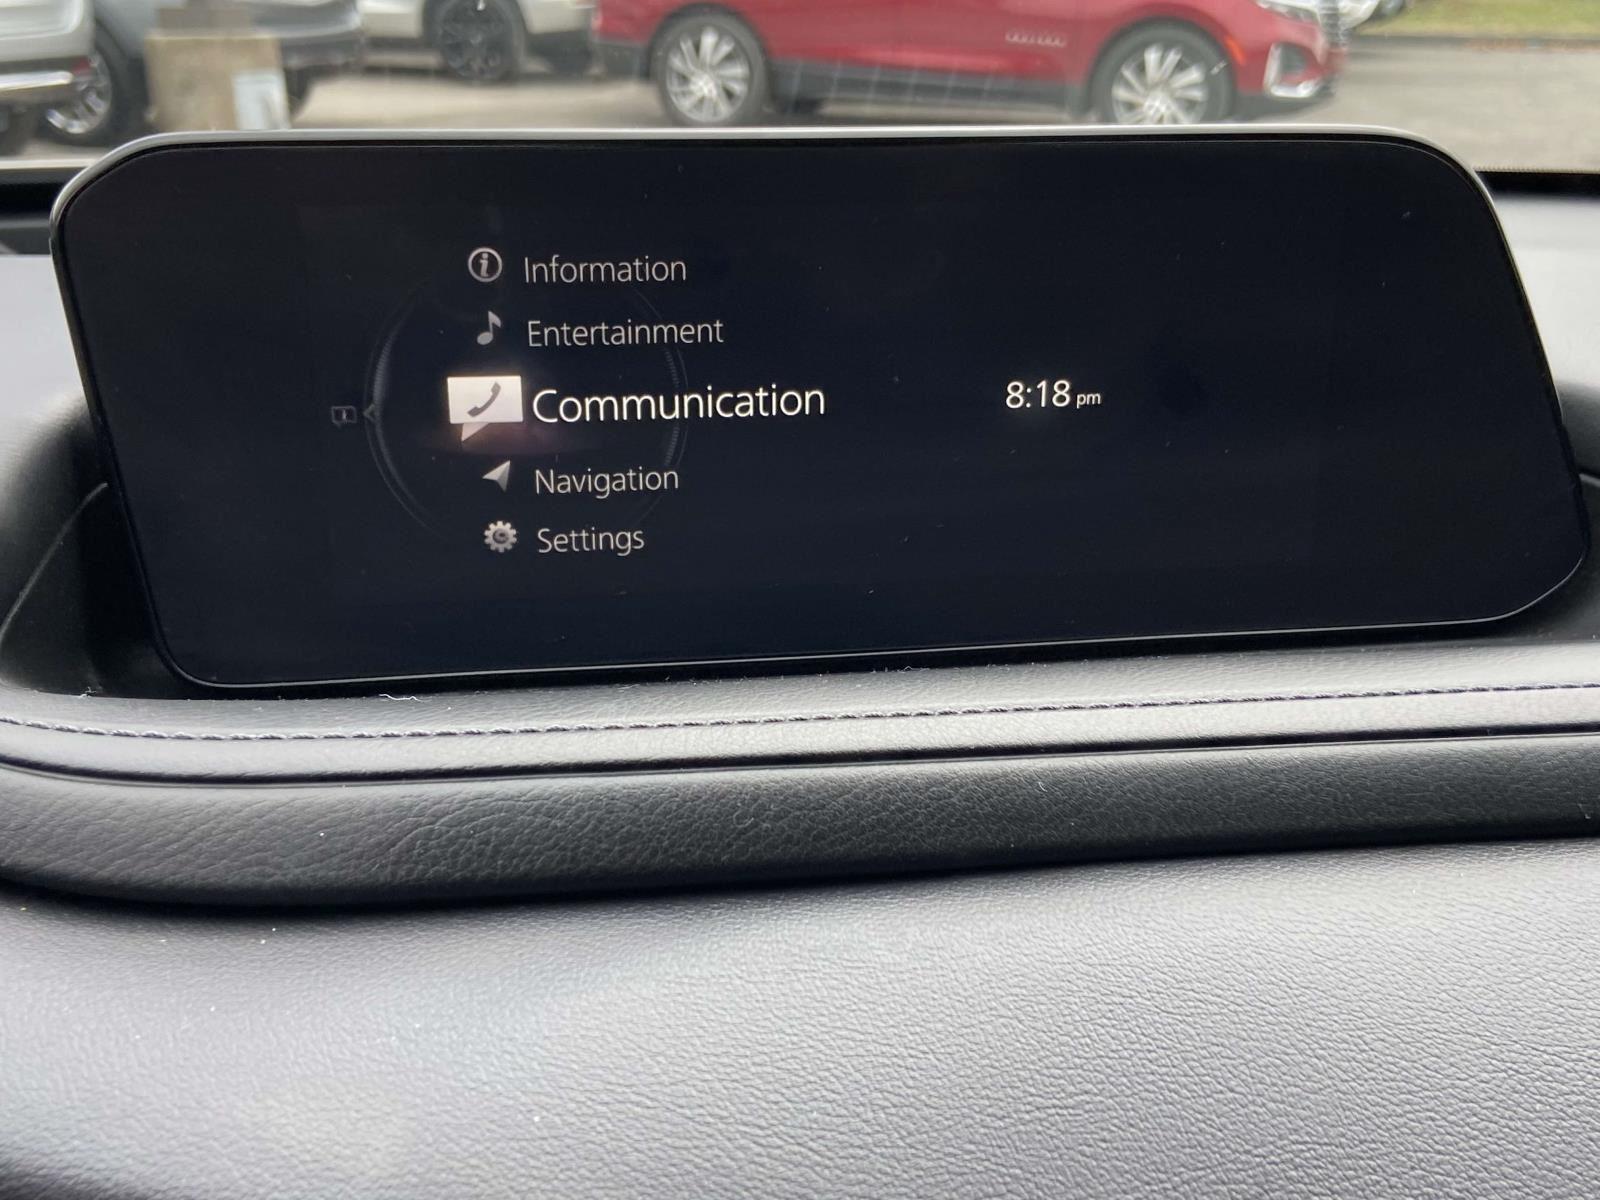 Information
Entertainment
Communication
8:18 pm
Navigation
Settings